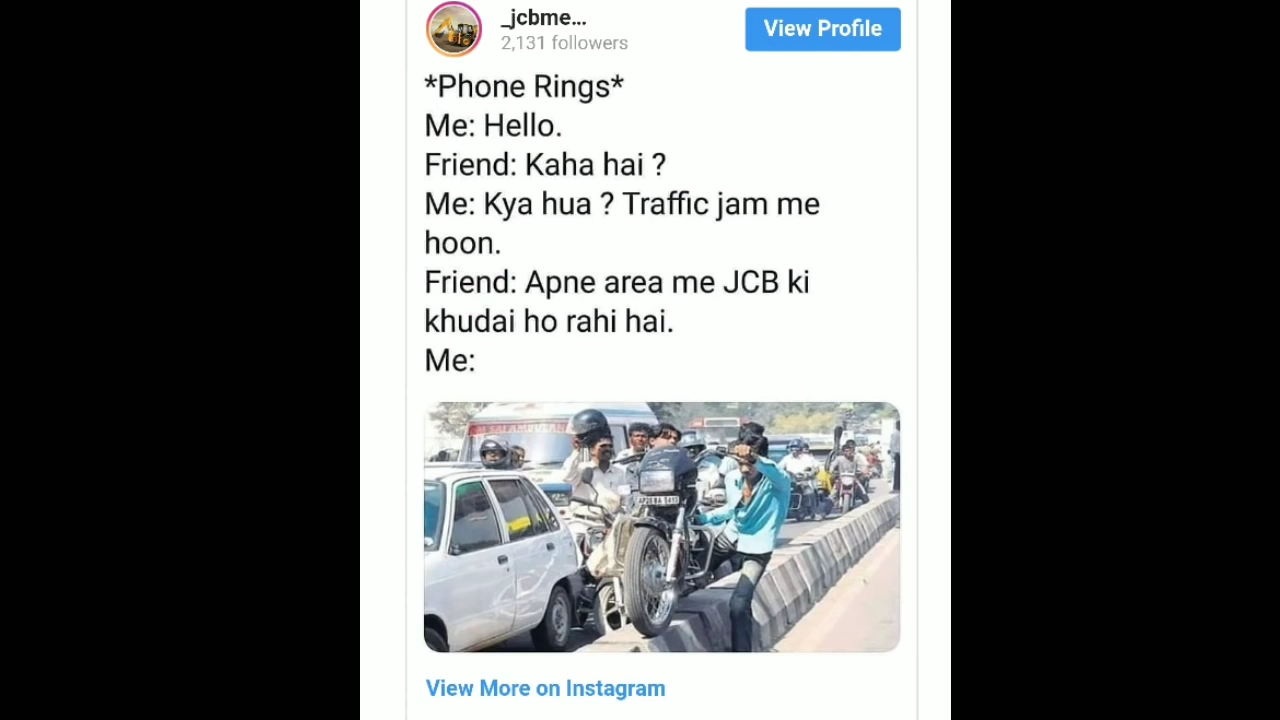 _jcbme...
2,131 followers
View Profile
*Phone Rings*
Me: Hello.
Friend: Kaha hai ?
Me: Kya hua ? Traffic jam me
hoon.
Friend: Apne area me JCB ki
khudai ho rahi hai.
Me:
View More on Instagram